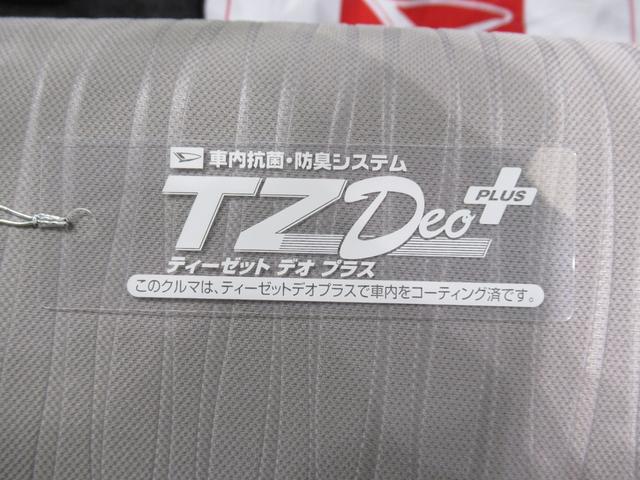 車内抗菌・防臭システム
TZ Deo PLUS
ティーゼット デオ プラス
このクルマは、ティーゼットデオプラスで車内をコーティング済です。